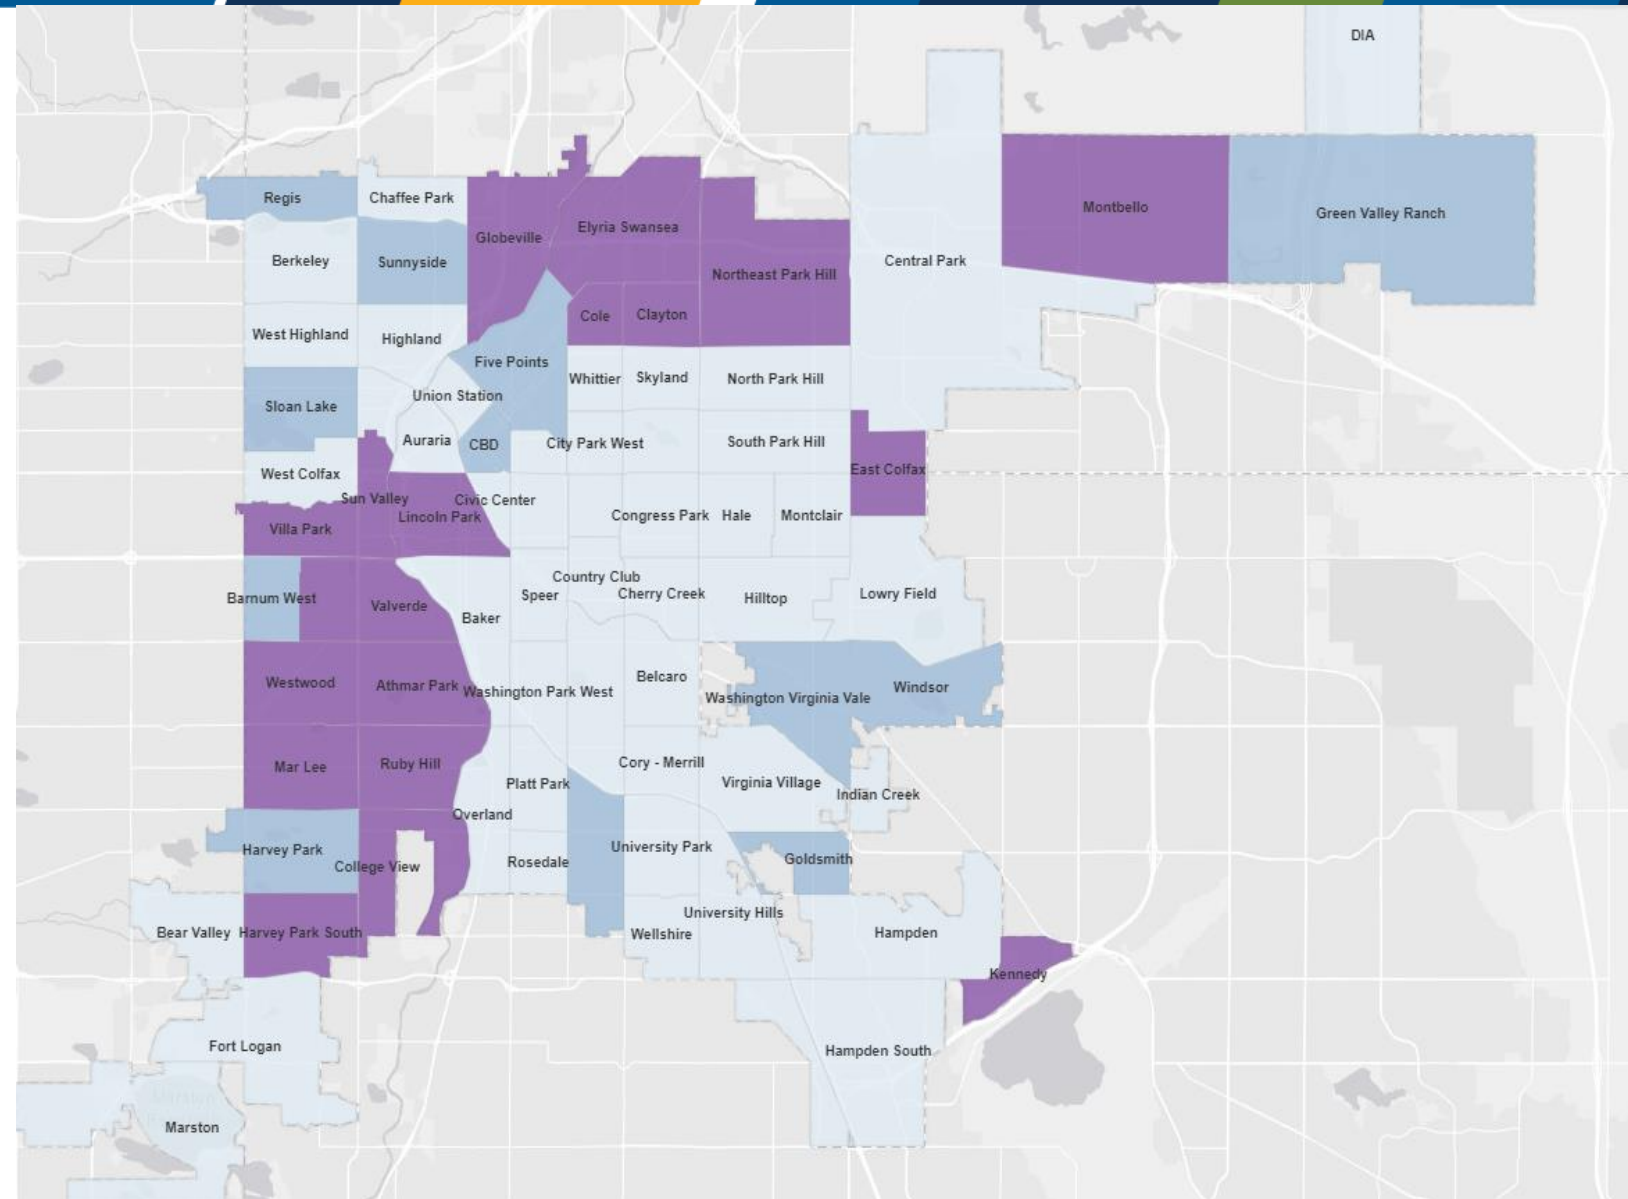 DIA
Regis
Chaffee Park
Montbello
Green Valley Ranch
Globeville
Elyria Swansea
Berkeley
Sunnyside
Central Park
Northeast Park Hill
Cole
Clayton
West Highland
Highland
Five Points
Whittier
Skyland
North Park Hill
Union Station
Sloan Lake
Auraria
CBD
City Park West
South Park Hill
West Colfax
East Colfax
Sun Valley
Civic Center
Lincoln Park
Villa Park
Congress Park
Hale
Montclair
Country Club
Barnum West
Valverde
Speer
Cherry Creek
Hilltop
Lowry Field
Baker
Westwood
Athmar Park
Washington Park West
Belcaro
Washington Virginia Vale
Windsor
Mar Lee
Ruby Hill
Platt Park
Cory - Merrill
Virginia Village
Indian Creek
Overland
Harvey Park
College View
Rosedale
University Park
Goldsmith
Bear Valley
Harvey Park South
University Hills
Wellshire
Hampden
Kennedy
Fort Logan
Hampden South
Marston
Marston